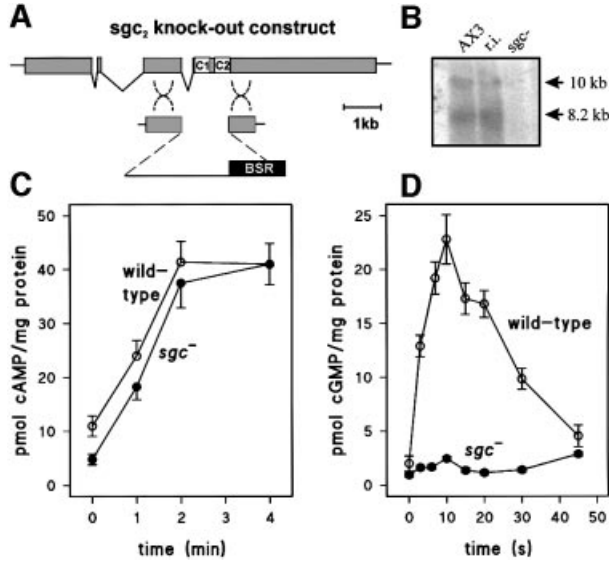 A
sgc₂ knock-out construct
C1 C2
1kb
BSR
B
AX3 r.i. sgc-
10 kb
8.2 kb
C
pmol cAMP/mg protein
50
40
30
20
10
0
wild-
type
sgc⁻
0 1 2 3 4
time (min)
D
pmol cGMP/mg protein
25
20
15
10
5
0
wild-type
sgc⁻
0 10 20 30 40 50
time (s)